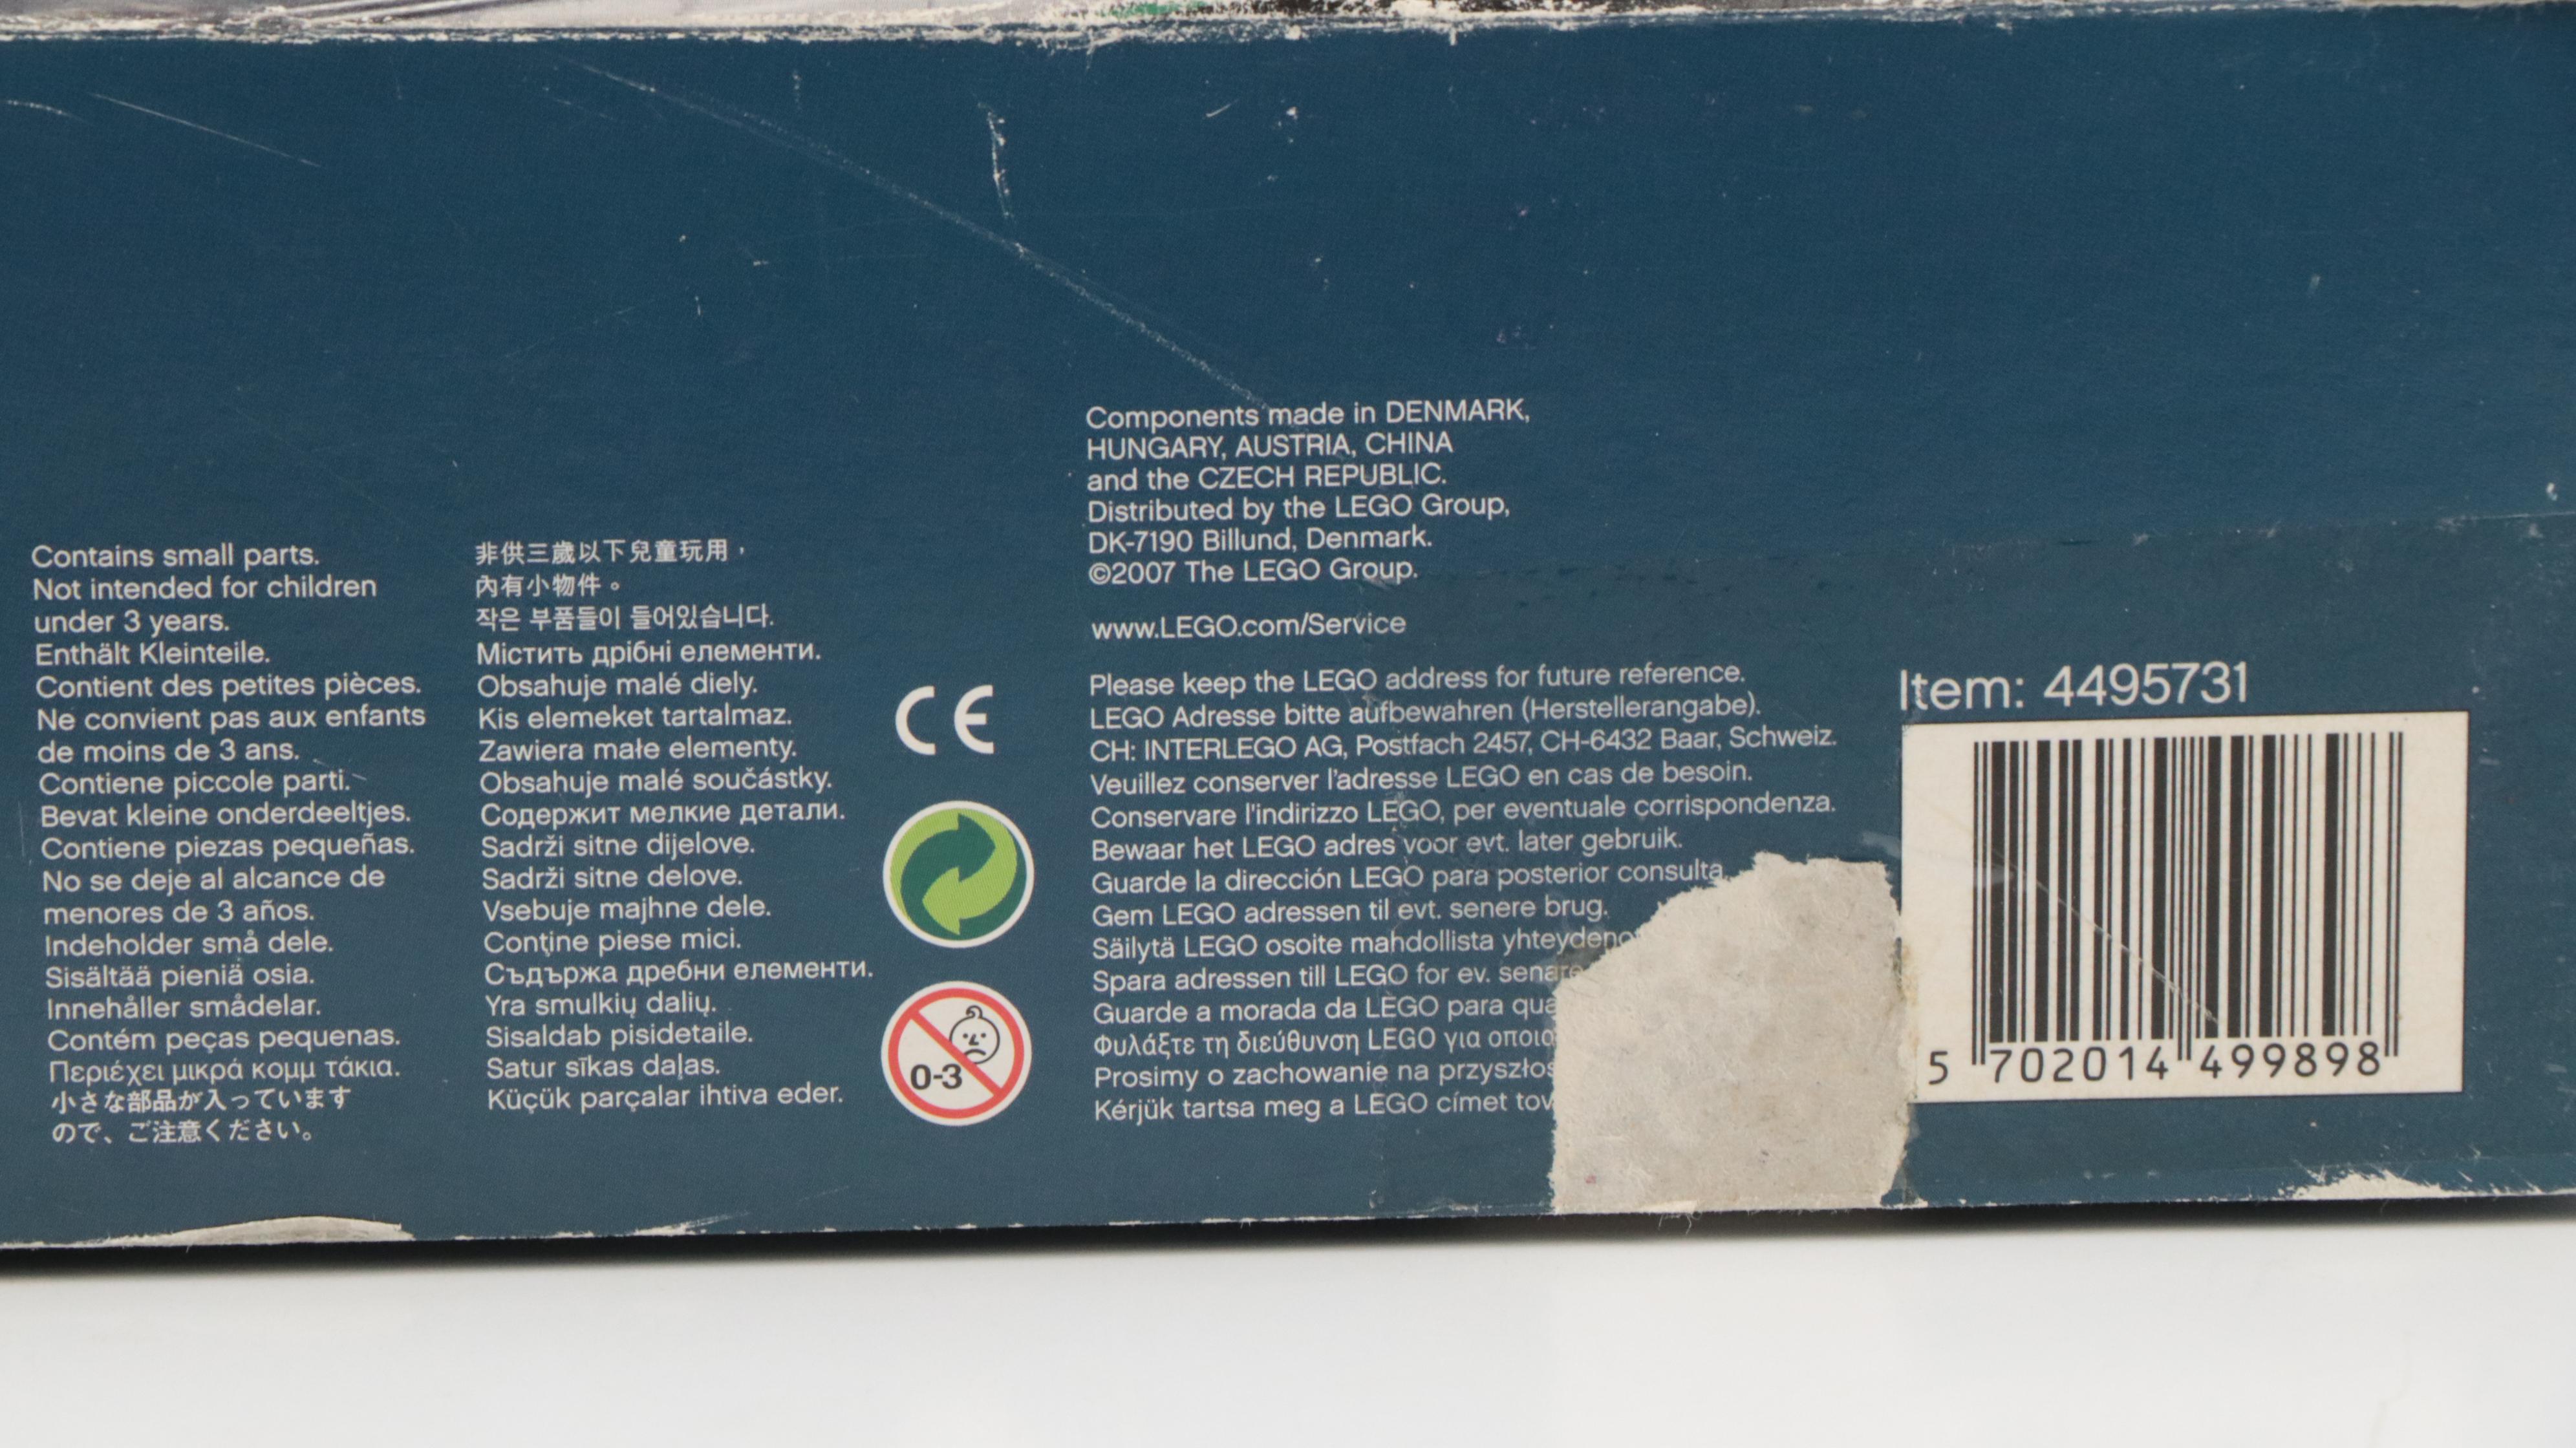 Contains small parts.
Not intended for children
under 3 years.
Enthält Kleinteile.
Contient des petites pièces.
Ne convient pas aux enfants
de moins de 3 ans.
Contiene piccole parti.
Bevat kleine onderdeeltjes.
Contiene piezas pequeñas.
No se deje al alcance de
menores de 3 años.
Indeholder små dele.
Sisältää pieniä osia.
Innehåller smådelar.
Contém peças pequenas.
Περιέχει μικρά κομμ τάκια.
小さな部品が入っています
ので、ご注意ください。
非供三歲以下兒童玩用，
內有小物件。
작은 부품들이 들어있습니다.
Містить дрібні елементи.
Obsahuje malé diely.
Kis elemeket tartalmaz.
Zawiera małe elementy.
Obsahuje malé součástky.
Содержит мелкие детали.
Sadrži sitne dijelove.
Sadrži sitne delove.
Vsebuje majhne dele.
Conţine piese mici.
Съдържа дребни елементи.
Yra smulkių dalių.
Sisaldab pisidetaile.
Satur sīkas daļas.
Küçük parçalar ihtiva eder.
CE
0-3
Components made in DENMARK,
HUNGARY, AUSTRIA, CHINA
and the CZECH REPUBLIC.
Distributed by the LEGO Group,
DK-7190 Billund, Denmark.
©2007 The LEGO Group.
www.LEGO.com/Service
Please keep the LEGO address for future reference.
LEGO Adresse bitte aufbewahren (Herstellerangabe).
CH: INTERLEGO AG, Postfach 2457, CH-6432 Baar, Schweiz.
Veuillez conserver l'adresse LEGO en cas de besoin.
Conservare l'indirizzo LEGO, per eventuale corrispondenza.
Bewaar het LEGO adres voor evt. later gebruik.
Guarde la dirección LEGO para posterior consulta
Gem LEGO adressen til evt. senere brug.
Säilytä LEGO osoite mahdollista
Spara adressen till LEGO for ev. senare
Guarde a morada da LEGO para
Φυλάξτε τη διεύθυνση LEGO για
Prosimy o zachowanie na
Kérjük tartsa meg a LEGO címet
Item: 4495731
5 702014 499898